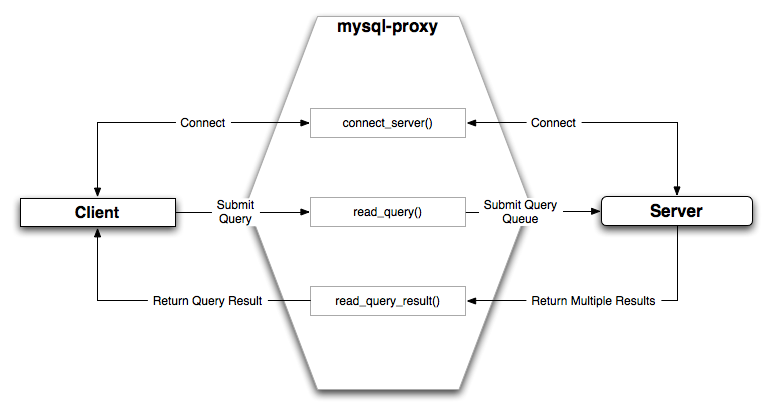 mysql-proxy
Connect
connect_server()
Connect
Client
Submit
Query
read_query()
Submit Query
Queue
Server
Return Query Result
read_query_result()
Return Multiple Results